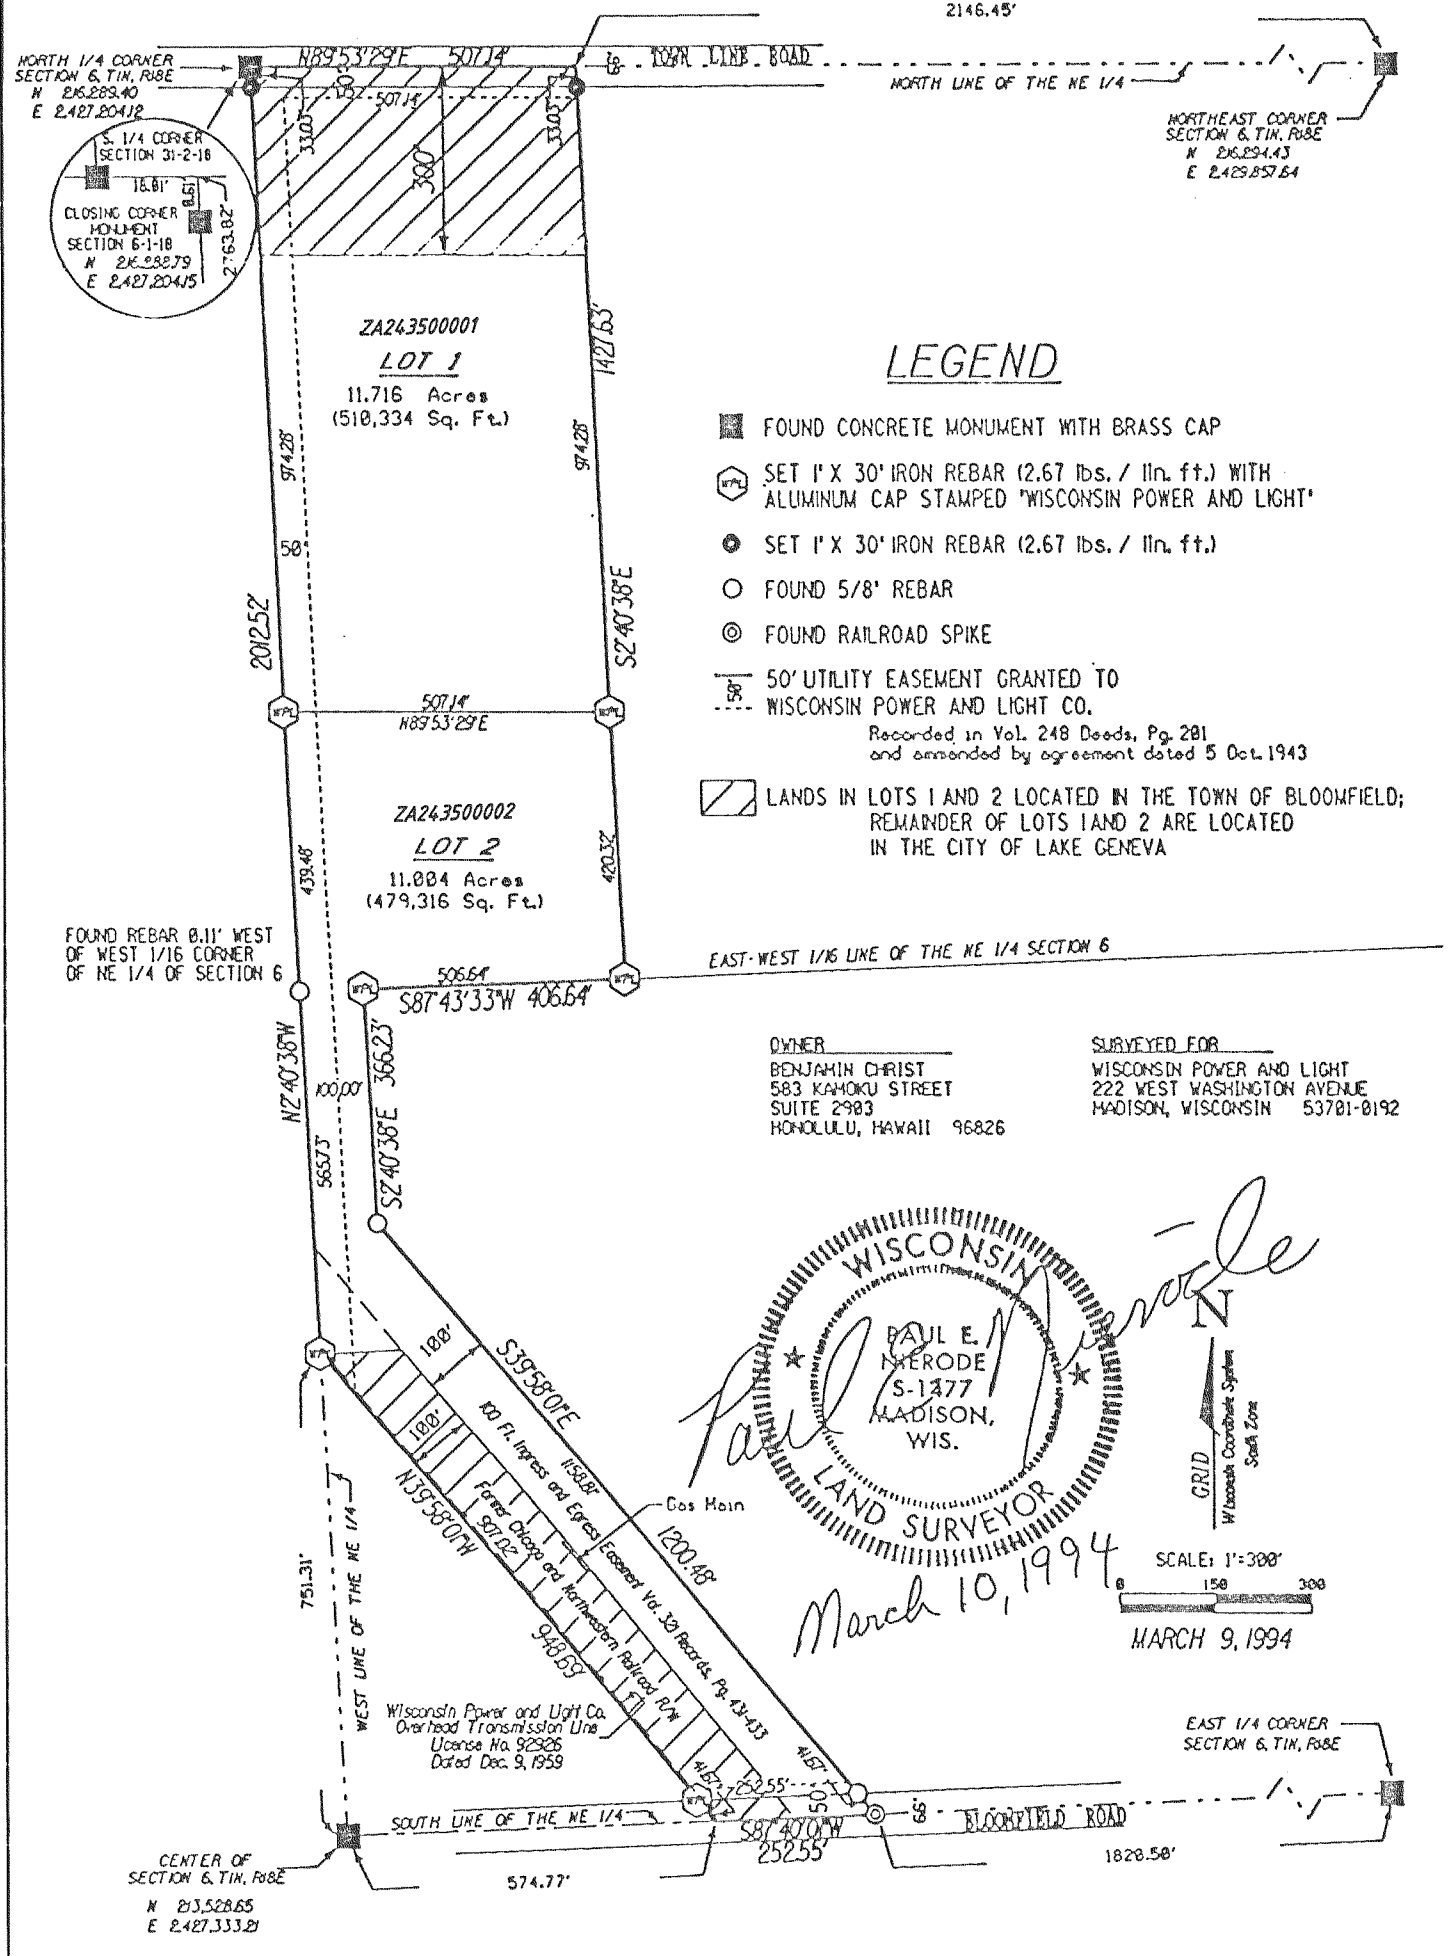 2146.45'
NORTH 1/4 CORNER
SECTION 6, T1N, R18E
N 216,289.40
E 2,427,204.12
N89°53'29"E 507.14'
66'
TOWN LINE ROAD
NORTH LINE OF THE NE 1/4
NORTHEAST CORNER
SECTION 6, T1N, R18E
N 216,294.43
E 2,429,857.64
50'
507.14'
33.03'
33.03'
300'
S. 1/4 CORNER
SECTION 31-2-18
16.81'
8.61'
CLOSING CORNER
MONUMENT
SECTION 6-1-18
N 216,288.79
E 2,427,204.15
2763.82'
ZA243500001
LOT 1
11.716 Acres
(510,334 Sq. Ft.)
1427.63'
974.28'
974.28'
50'
2012.52'
S2°40'38"E
507.14'
N89°53'29"E
ZA243500002
LOT 2
11.004 Acres
(479,316 Sq. Ft.)
439.48'
420.32'
LEGEND
FOUND CONCRETE MONUMENT WITH BRASS CAP
WPL SET 1" X 30" IRON REBAR (2.67 lbs. / lin. ft.) WITH
ALUMINUM CAP STAMPED "WISCONSIN POWER AND LIGHT"
SET 1" X 30" IRON REBAR (2.67 lbs. / lin. ft.)
FOUND 5/8" REBAR
FOUND RAILROAD SPIKE
50' 50' UTILITY EASEMENT GRANTED TO
WISCONSIN POWER AND LIGHT CO.
Recorded in Vol. 248 Deeds, Pg. 201
and ammended by agreement dated 5 Oct. 1943
LANDS IN LOTS 1 AND 2 LOCATED IN THE TOWN OF BLOOMFIELD;
REMAINDER OF LOTS 1 AND 2 ARE LOCATED
IN THE CITY OF LAKE GENEVA
FOUND REBAR 0.11' WEST
OF WEST 1/16 CORNER
OF NE 1/4 OF SECTION 6
506.64'
S87°43'33"W 406.64'
EAST-WEST 1/16 LINE OF THE NE 1/4 SECTION 6
N2°40'38"W
100.00'
S2°40'38"E 366.23'
565.73'
OWNER
BENJAMIN CHRIST
583 KAMOKU STREET
SUITE 2903
HONOLULU, HAWAII 96826
SURVEYED FOR
WISCONSIN POWER AND LIGHT
222 WEST WASHINGTON AVENUE
MADISON, WISCONSIN 53701-0192
WISCONSIN
PAUL E.
NIERODE
S-1277
MADISON,
WIS.
LAND SURVEYOR
Paul E Nierode
March 10, 1994
N
GRID
Wisconsin Coordinate System
South Zone
SCALE: 1"=300'
0 150 300
MARCH 9, 1994
100'
S39°58'01"E
100'
100 Ft. Ingress and Egress Easement Vol. 321 Records, Pg. 431-433
1158.81'
1200.48'
Gas Main
Former Chicago and Northwestern Railroad R/W
907.02'
N39°58'01"W
948.69'
751.31'
WEST LINE OF THE NE 1/4
Wisconsin Power and Light Co.
Overhead Transmission Line
License No. 92926
Dated Dec. 9, 1959
41.67'
252.55'
41.67'
50'
SOUTH LINE OF THE NE 1/4
S87°40'01"W
252.55'
66'
BLOOMFIELD ROAD
EAST 1/4 CORNER
SECTION 6, T1N, R18E
1828.50'
574.77'
CENTER OF
SECTION 6, T1N, R18E
N 213,528.65
E 2,427,333.21